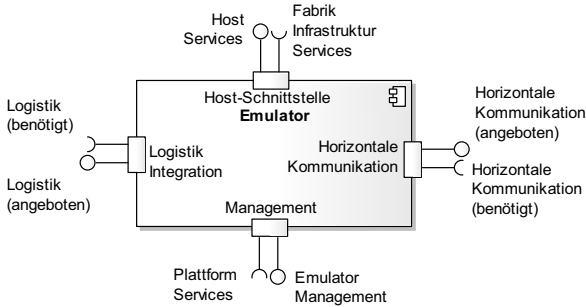 Host
Services
Fabrik
Infrastruktur
Services
Host-Schnittstelle
Emulator
Logistik
(benötigt)
Logistik
(angeboten)
Logistik
Integration
Horizontale
Kommunikation
Horizontale
Kommunikation
(angeboten)
Horizontale
Kommunikation
(benötigt)
Management
Plattform
Services
Emulator
Management